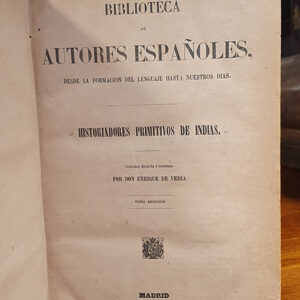 BIBLIOTECA
DE
AUTORES ESPAÑOLES,
DESDE LA FORMACION DEL LENGUAJE HASTA NUESTROS DIAS.
HISTORIADORES PRIMITIVOS DE INDIAS.
POR DON ENRIQUE DE VEDIA
TOMO SEGUNDO
MADRID